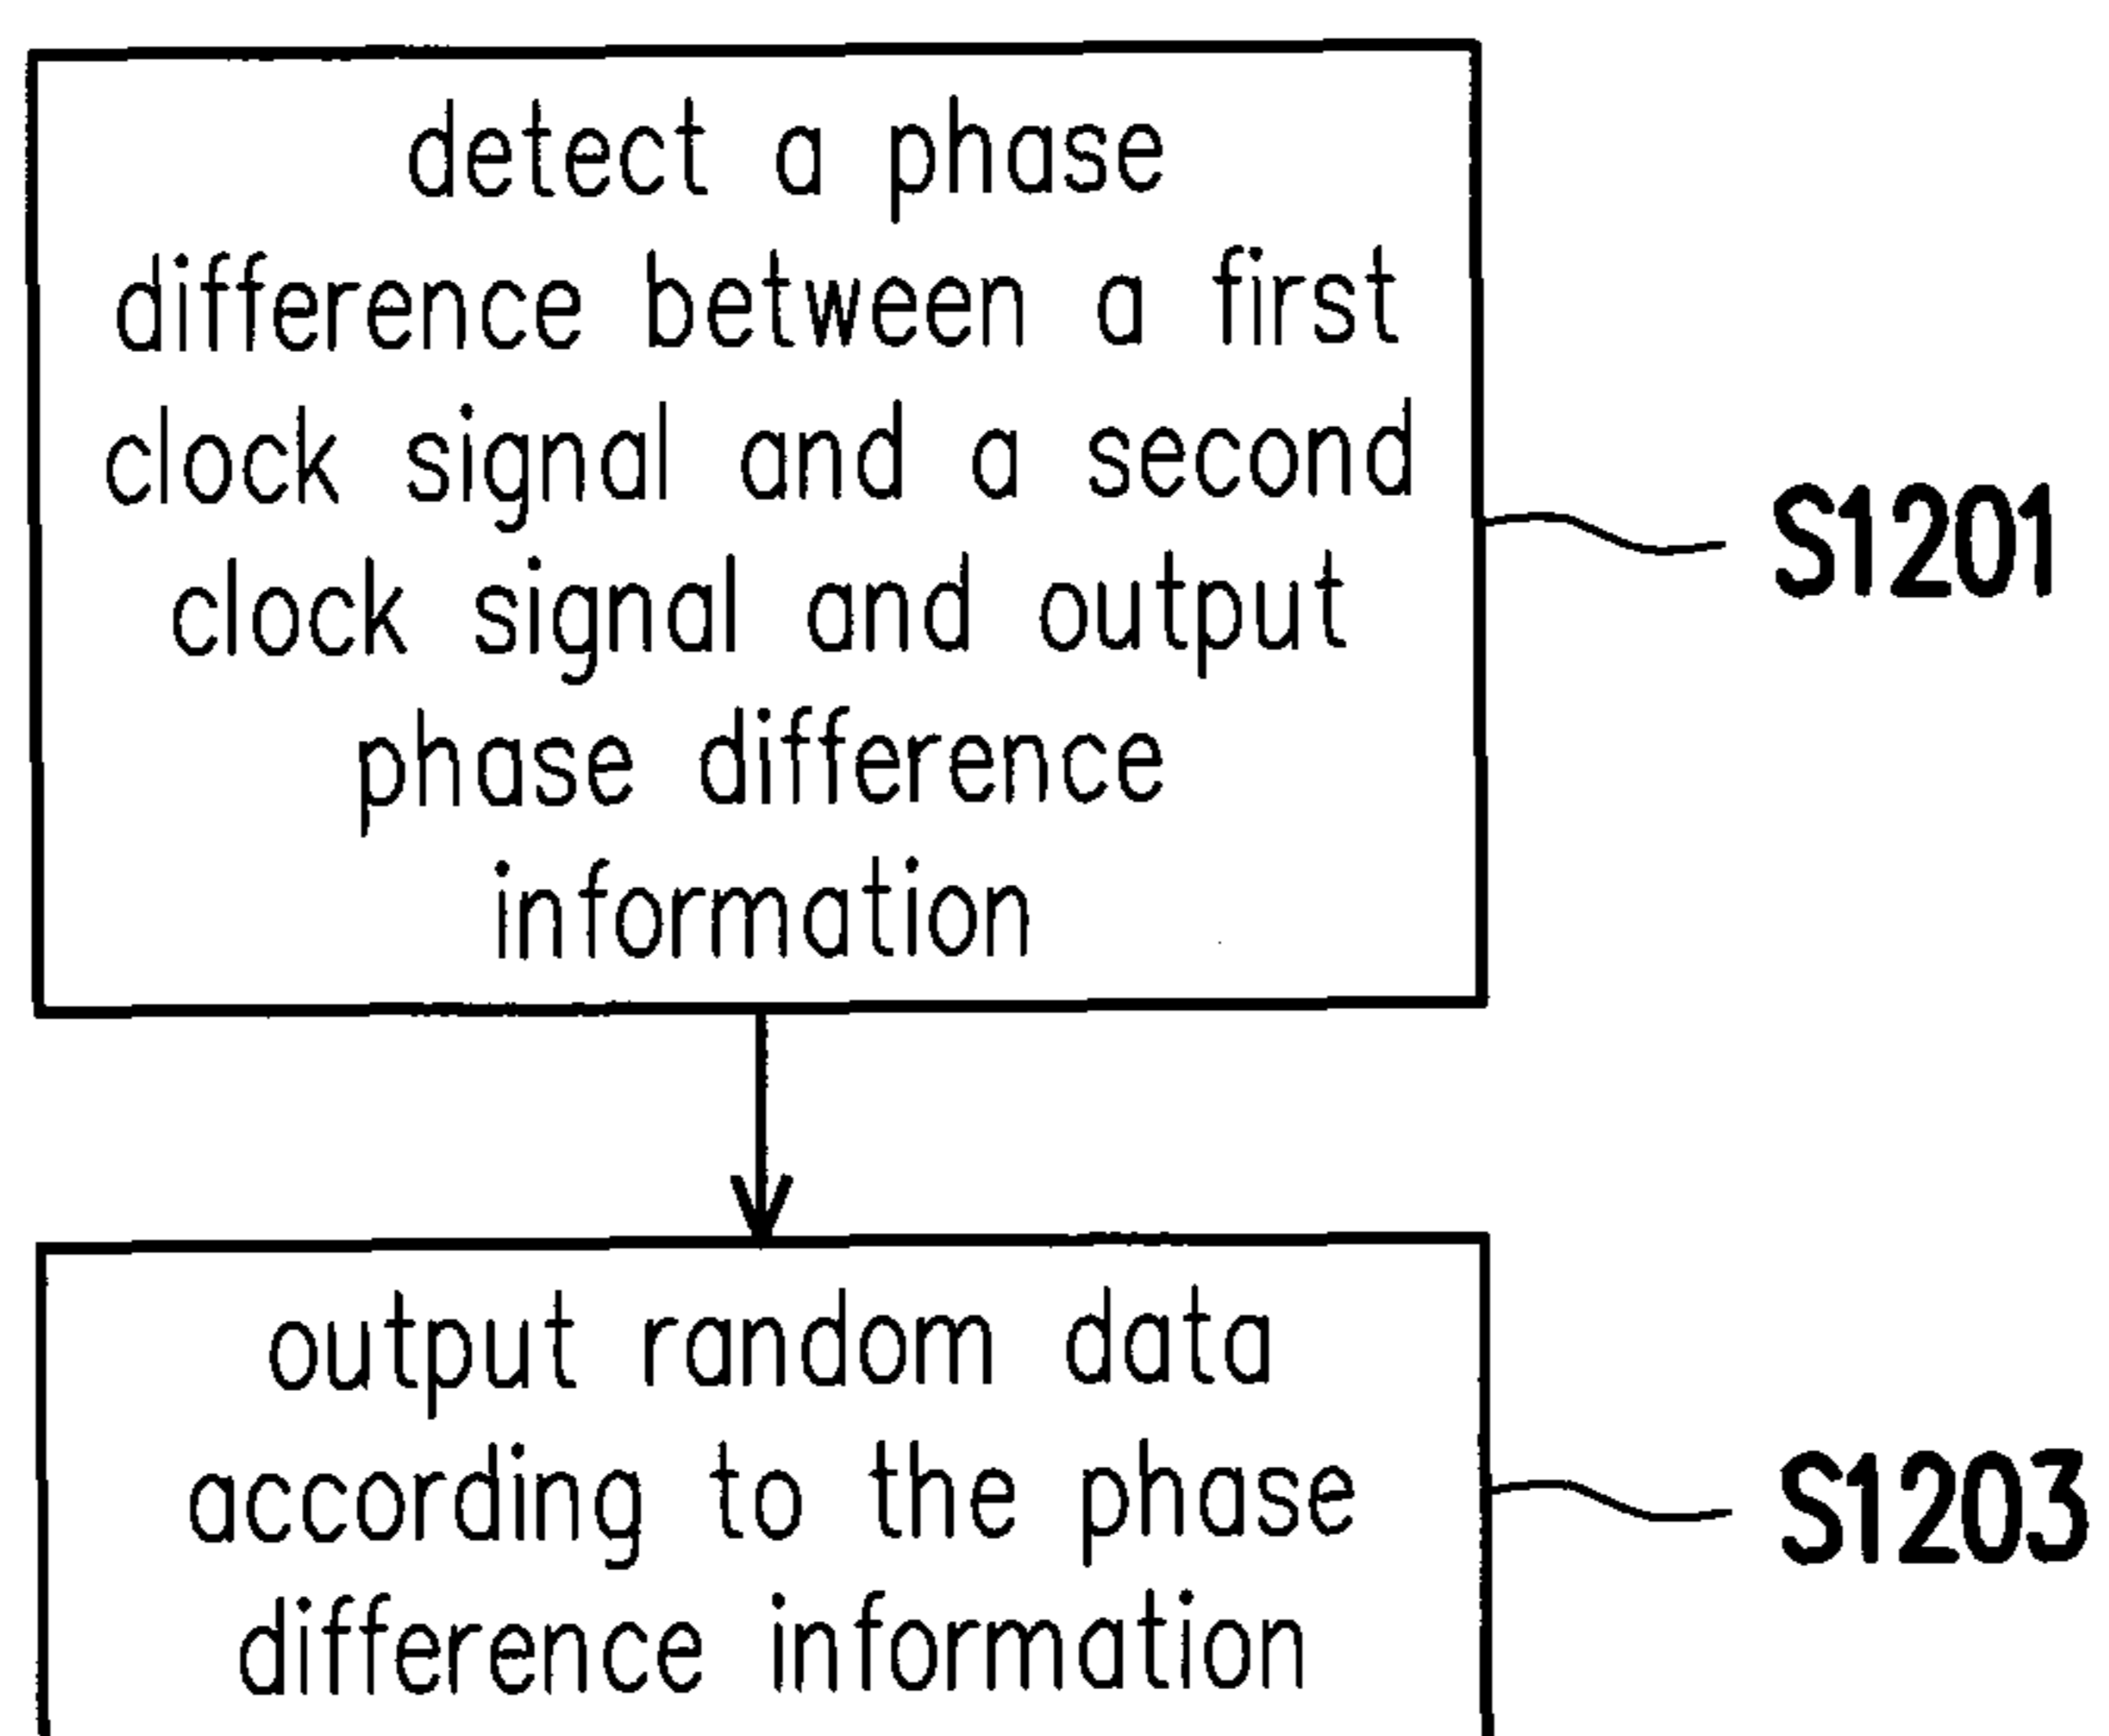 detect a phase
difference between a first
clock signal and a second
clock signal and output
phase difference
information
S1201
output random data
according to the phase
difference information
S1203